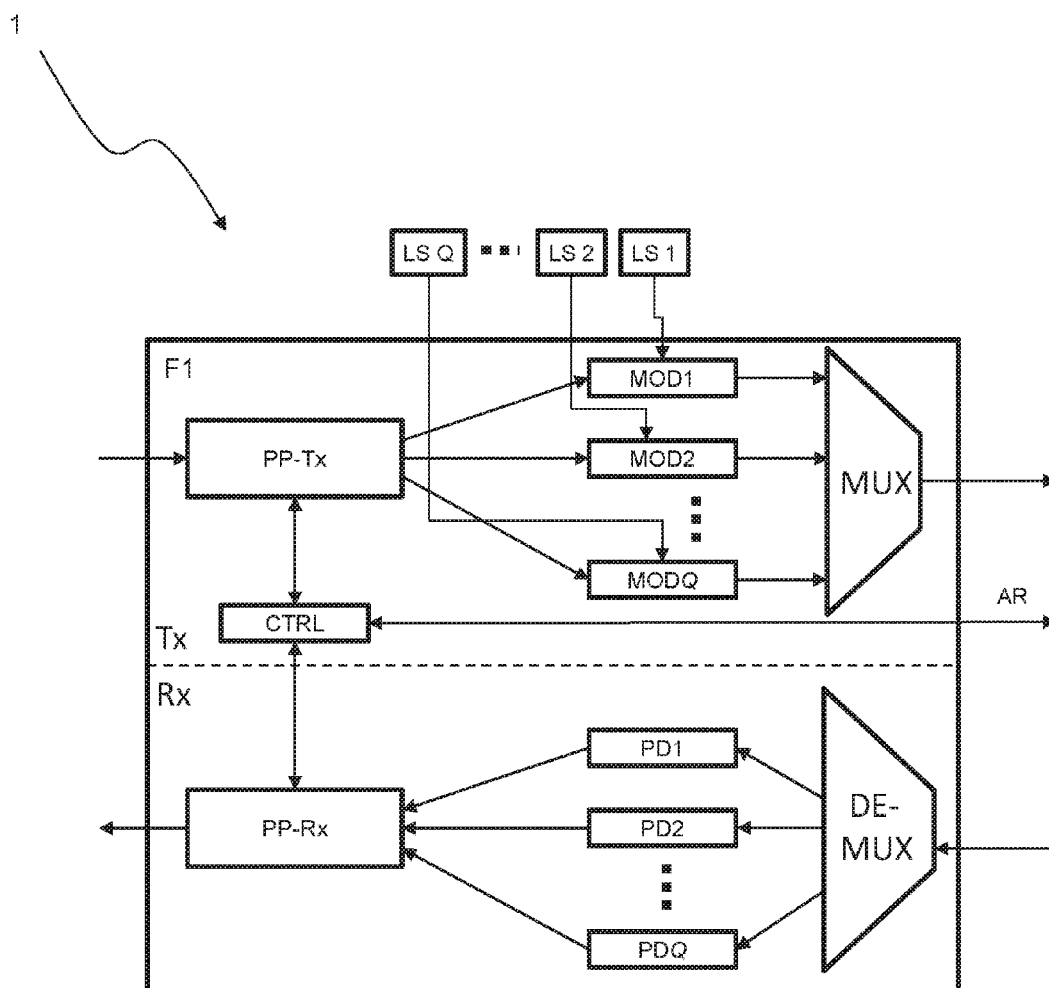 1
LS Q
LS 2
LS 1
F1
MOD1
PP-Tx
MOD2
MUX
MODQ
AR
CTRL
Tx
Rx
PD1
PP-Rx
PD2
DE-
MUX
PDQ